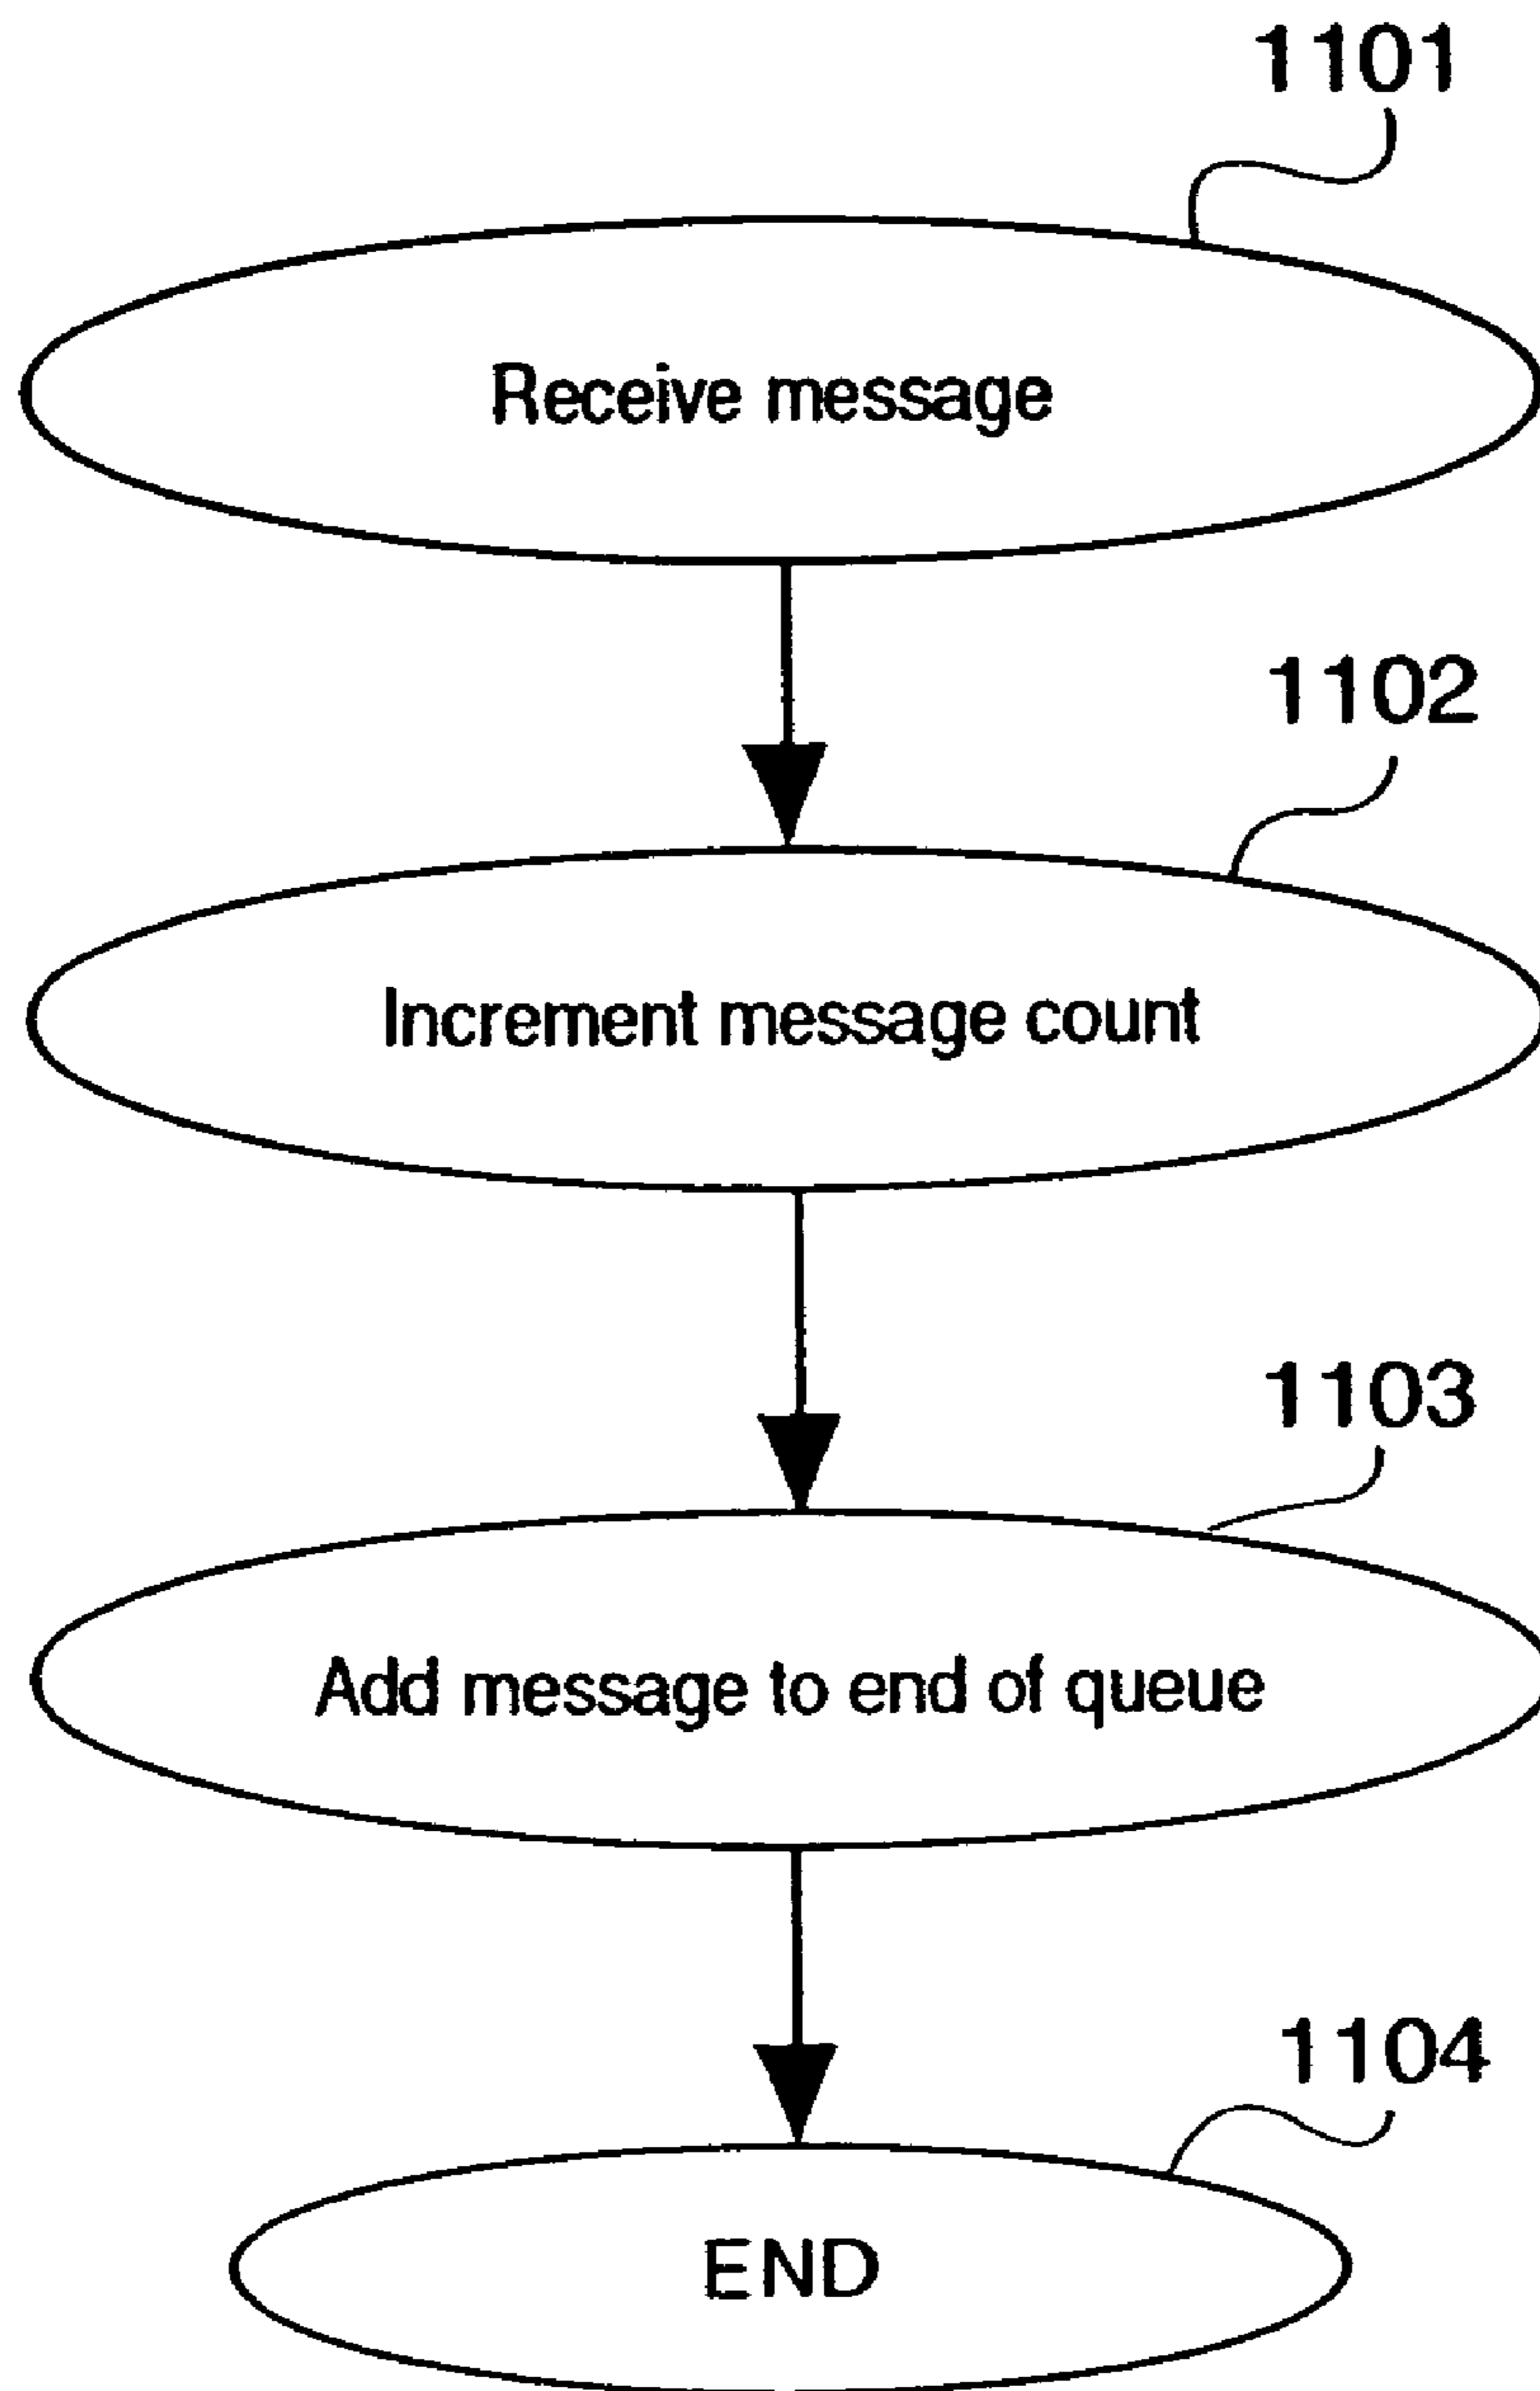 1101
Receive message
1102
Increment message count
1103
Add message to end of queue
1104
END